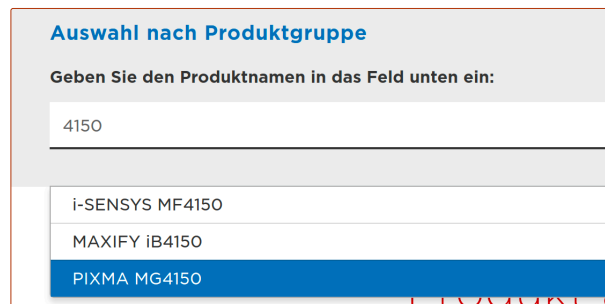 Auswahl nach Produktgruppe
Geben Sie den Produktnamen in das Feld unten ein:
4150
i-SENSYS MF4150
MAXIFY iB4150
PIXMA MG4150